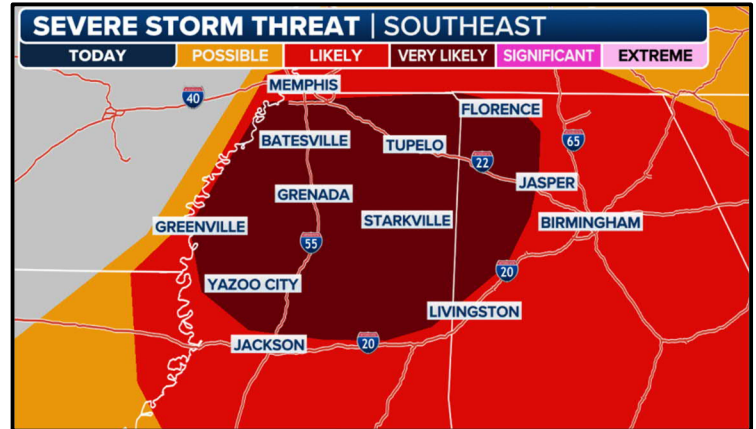 SEVERE STORM THREAT | SOUTHEAST
TODAY POSSIBLE LIKELY VERY LIKELY SIGNIFICANT EXTREME
MEMPHIS
40
FLORENCE
BATESVILLE
TUPELO
65
22
JASPER
GRENADA
GREENVILLE
STARKVILLE
BIRMINGHAM
55
20
YAZOO CITY
LIVINGSTON
JACKSON
20